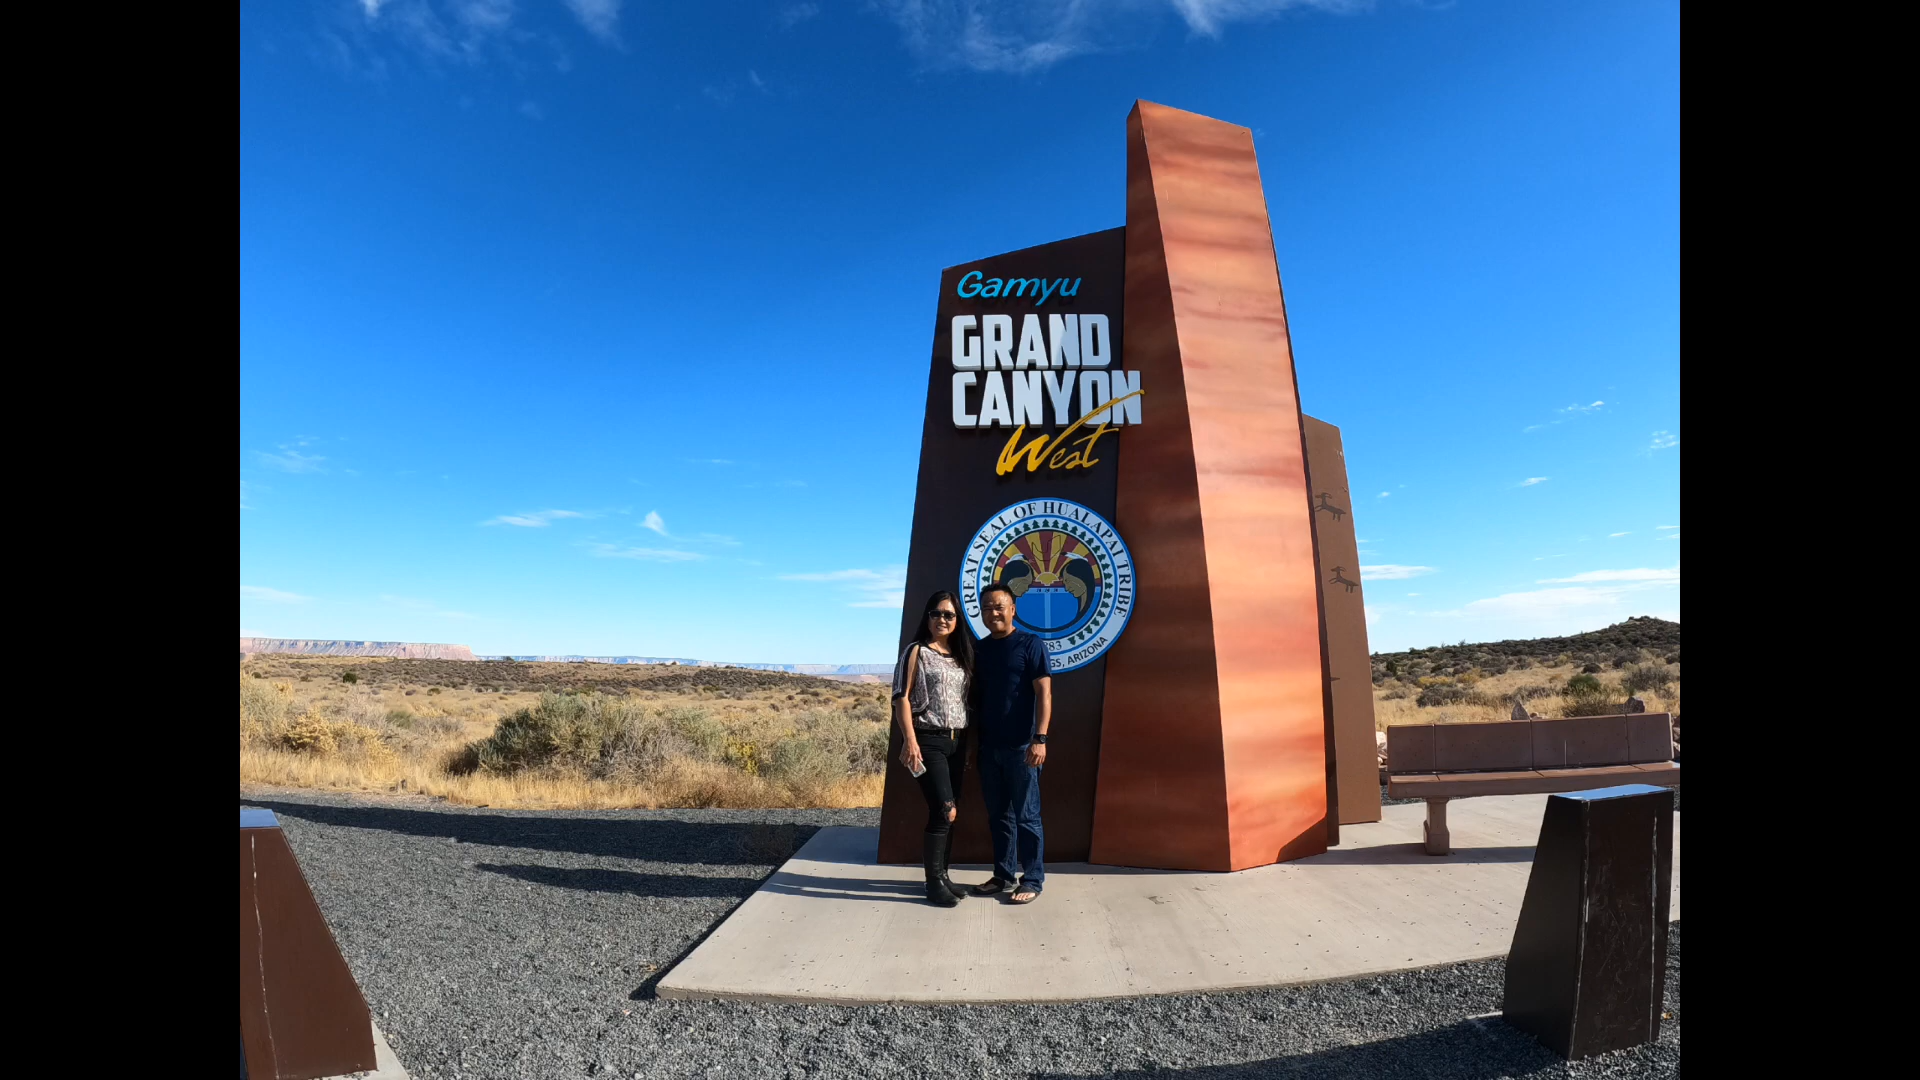 Gamyu
GRAND
CANYON
West
GREAT SEAL OF HUALAPAI TRIBE
ARIZONA